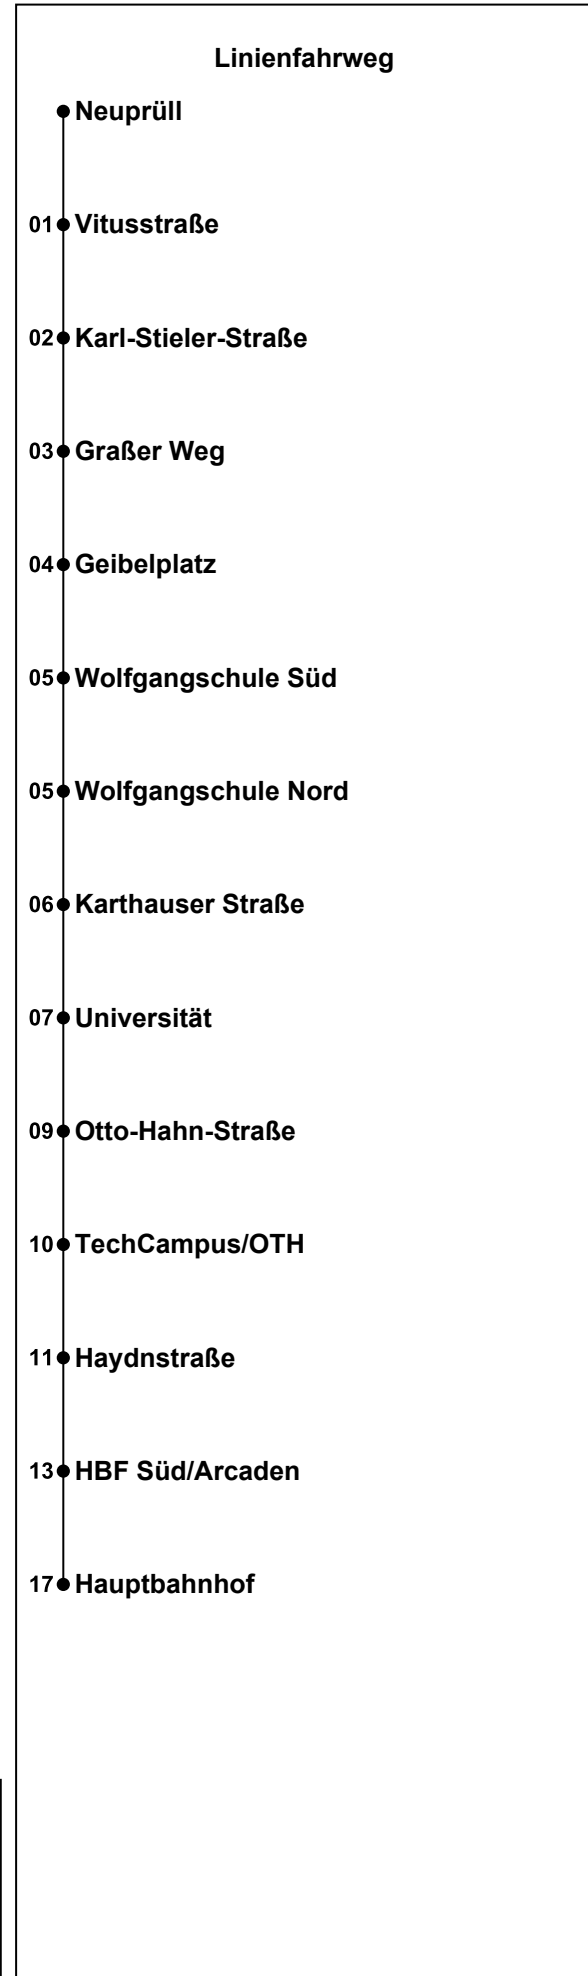 Linienfahrweg
Neuprüll
01 Vitusstraße
02 Karl-Stieler-Straße
03 Graßer Weg
04 Geibelplatz
05 Wolfgangschule Süd
05 Wolfgangschule Nord
06 Karthauser Straße
07 Universität
09 Otto-Hahn-Straße
10 TechCampus/OTH
11 Haydnstraße
13 HBF Süd/Arcaden
17 Hauptbahnhof